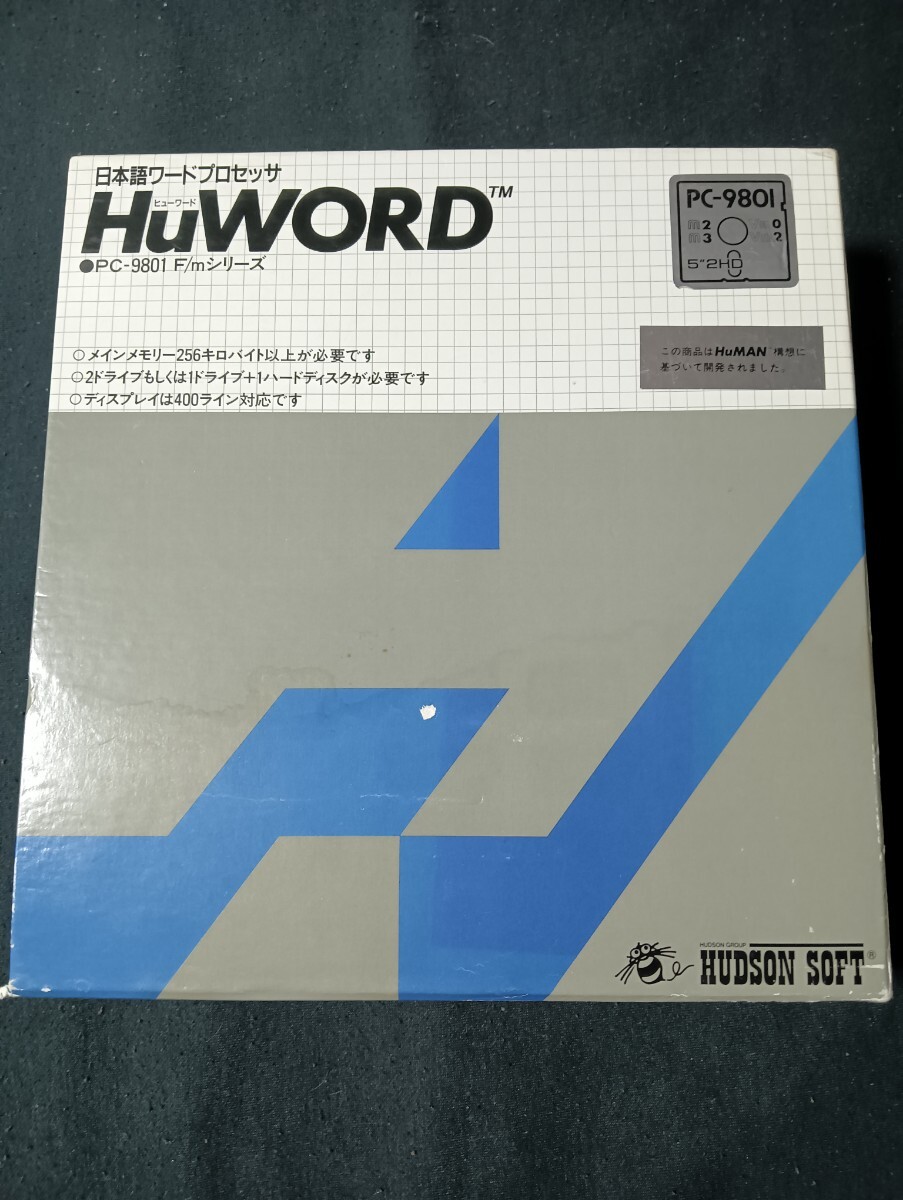 日本語ワードプロセッサ
ヒューワード
HuWORD™
●PC-9801 F/mシリーズ
○メインメモリー256キロバイト以上が必要です
○2ドライブもしくは1ドライブ+1ハードディスクが必要です
○ディスプレイは400ライン対応です
PC-9801
m2 0
m3 2
5"2HD
この商品はHuMAN™構想に
基づいて開発されました。
HUDSON GROUP
HUDSON SOFT®